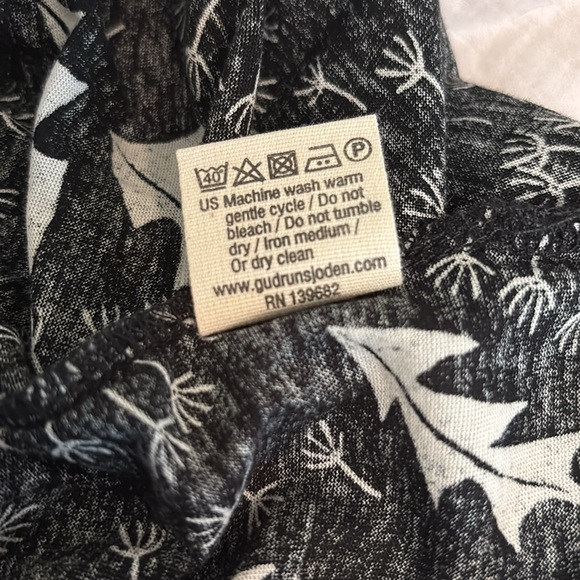 40 P
US Machine wash warm
gentle cycle / Do not
bleach / Do not tumble
dry / Iron medium /
Or dry clean
www.gudrunsjoden.com
RN 139682